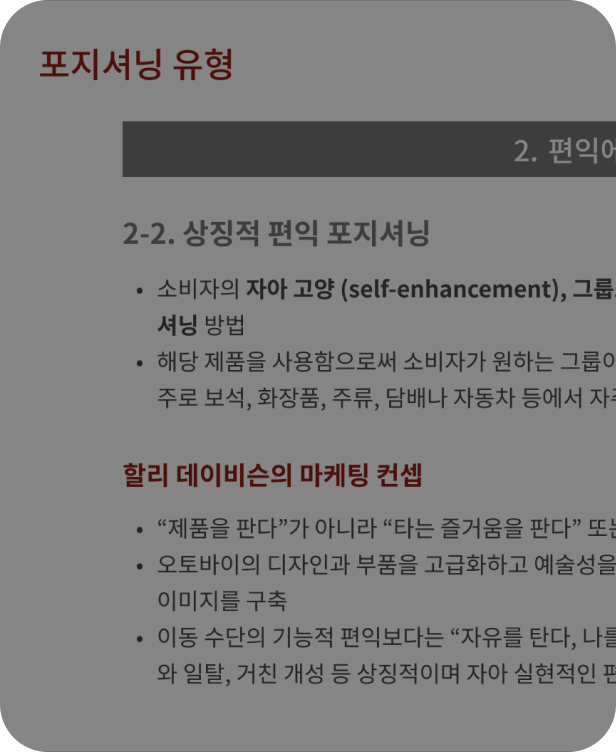 포지셔닝 유형
2. 편익에
2-2. 상징적 편익 포지셔닝
• 소비자의 자아 고양 (self-enhancement), 그룹
셔닝 방법
• 해당 제품을 사용함으로써 소비자가 원하는 그룹이
주로 보석, 화장품, 주류, 담배나 자동차 등에서 자주
할리 데이비슨의 마케팅 컨셉
• “제품을 판다”가 아니라 “타는 즐거움을 판다” 또는
• 오토바이의 디자인과 부품을 고급화하고 예술성을
이미지를 구축
• 이동 수단의 기능적 편익보다는 “자유를 탄다, 나를
와 일탈, 거친 개성 등 상징적이며 자아 실현적인 편